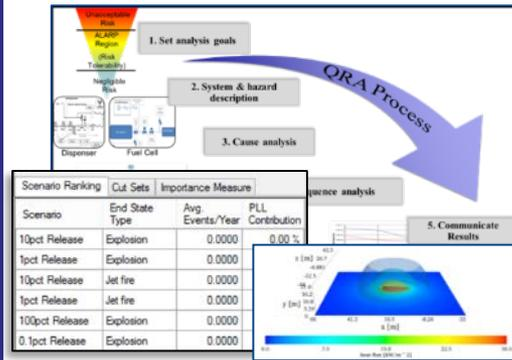 Unacceptable
Risk
ALARP
Region
(Risk
Tolerability)
Negligible
Risk
1. Set analysis goals
QRA Process
2. System & hazard
description
Dispenser
Fuel Cell
3. Cause analysis
quence analysis
5. Communicate
Results
Scenario Ranking Cut Sets Importance Measure
Scenario End State Type Avg. Events/Year PLL Contribution
10pct Release Explosion 0.0000 0.00 %
1pct Release Explosion 0.0000
10pct Release Jet fire 0.0000
1pct Release Jet fire 0.0000
100pct Release Explosion 0.0000
0.1pct Release Explosion 0.0000
x [m]
y [m]